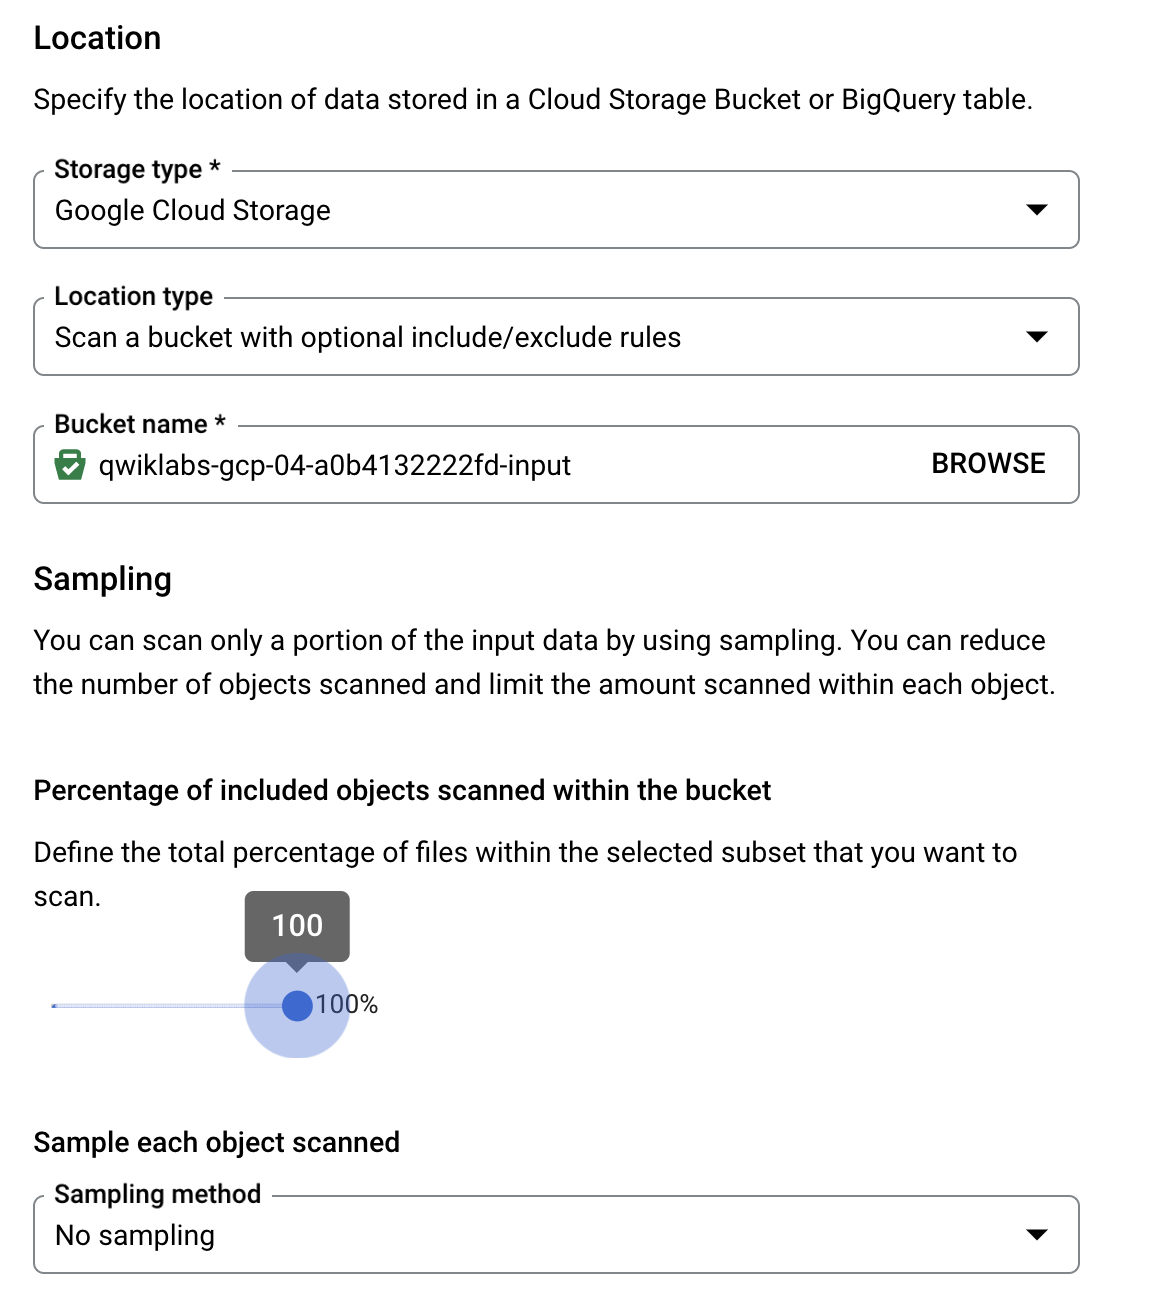 Location
Specify the location of data stored in a Cloud Storage Bucket or BigQuery table.
Storage type *
Google Cloud Storage
Location type
Scan a bucket with optional include/exclude rules
Bucket name *
qwiklabs-gcp-04-a0b4132222fd-input BROWSE
Sampling
You can scan only a portion of the input data by using sampling. You can reduce
the number of objects scanned and limit the amount scanned within each object.
Percentage of included objects scanned within the bucket
Define the total percentage of files within the selected subset that you want to
scan.
100
100%
Sample each object scanned
Sampling method
No sampling